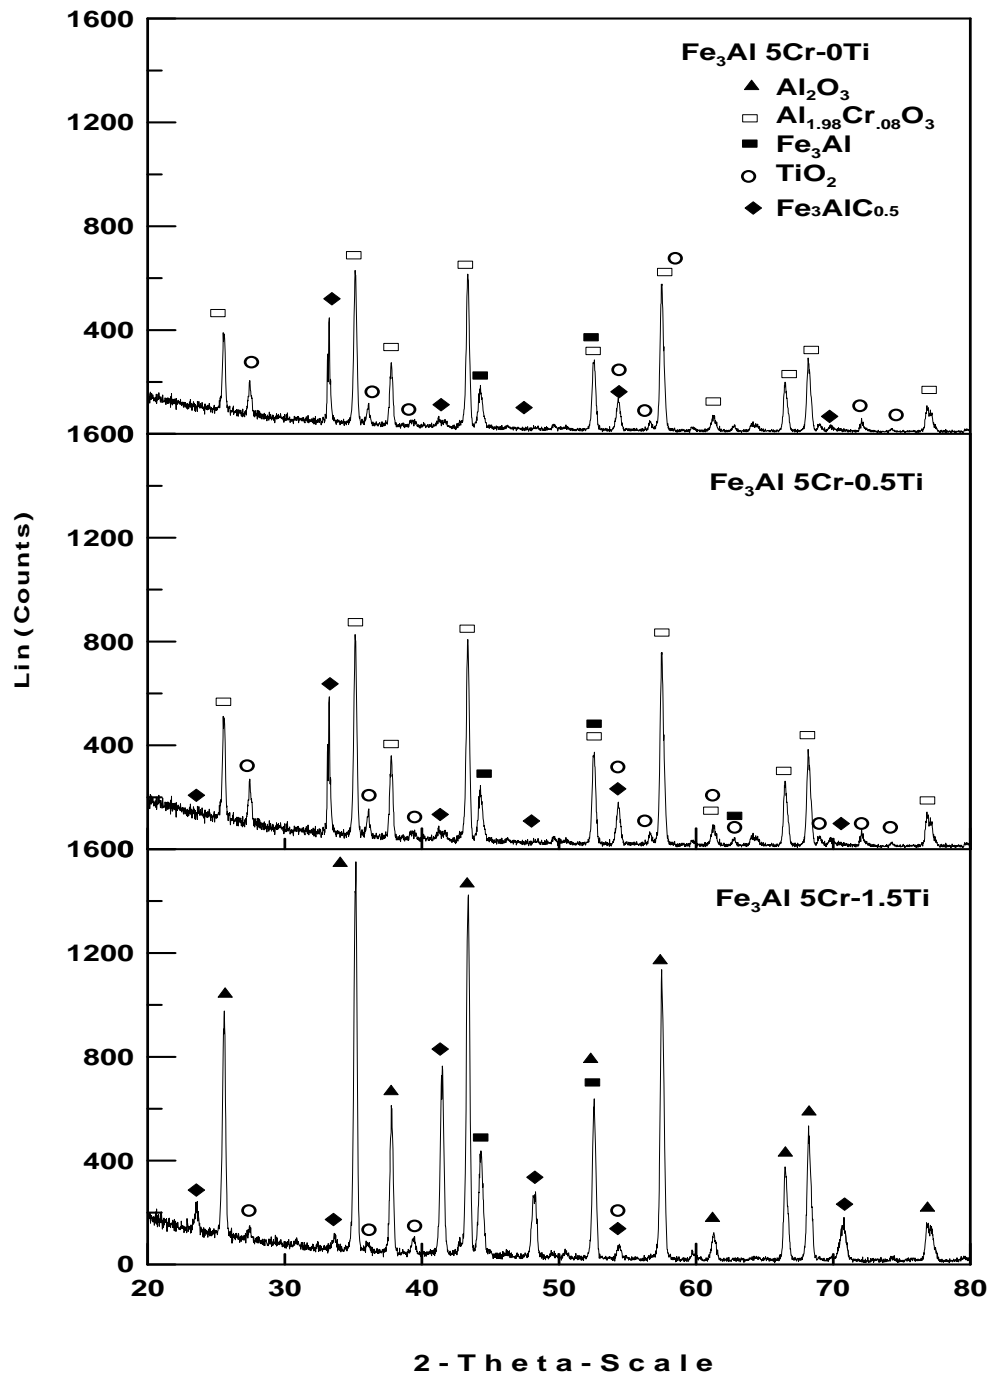 1600
Fe₃Al 5Cr-0Ti
Al₂O₃
Al₁.₉₈Cr.₀₈O₃
Fe₃Al
TiO₂
Fe₃AlC₀.₅
1200
800
400
1600
Fe₃Al 5Cr-0.5Ti
1200
800
400
1600
Fe₃Al 5Cr-1.5Ti
1200
800
400
0
Lin (Counts)
20 30 40 50 60 70 80
2-Theta-Scale